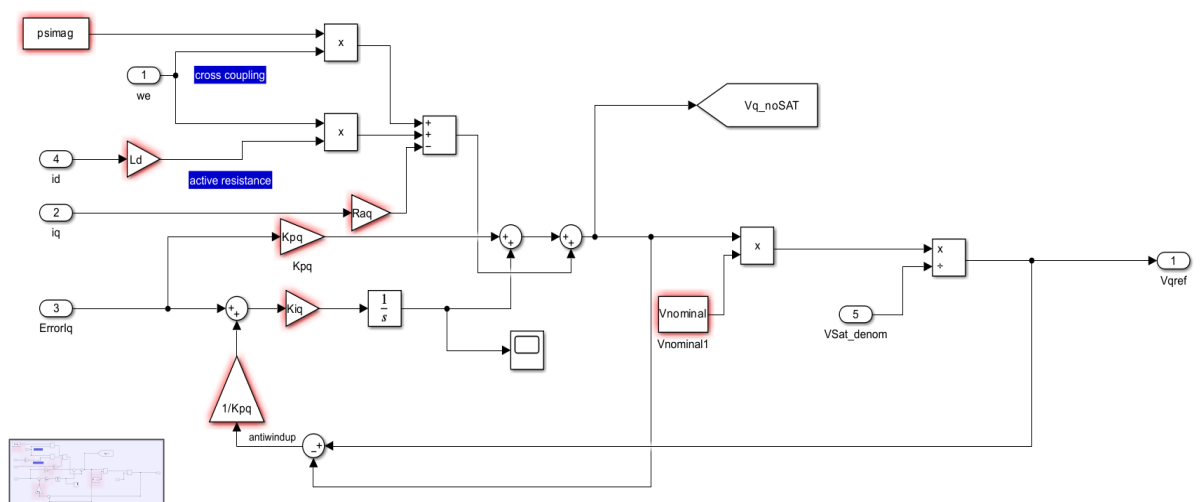 psimag
x
1
we
cross coupling
Vq_noSAT
4
id
Ld
x
+
+
−
active resistance
2
iq
Raq
Kpq
Kpq
+
+
+
+
x
x
÷
1
Vqref
3
ErrorIq
+
+
Kiq
1
s
Vnominal
Vnominal1
5
VSat_denom
1/Kpq
antiwindup
−
+